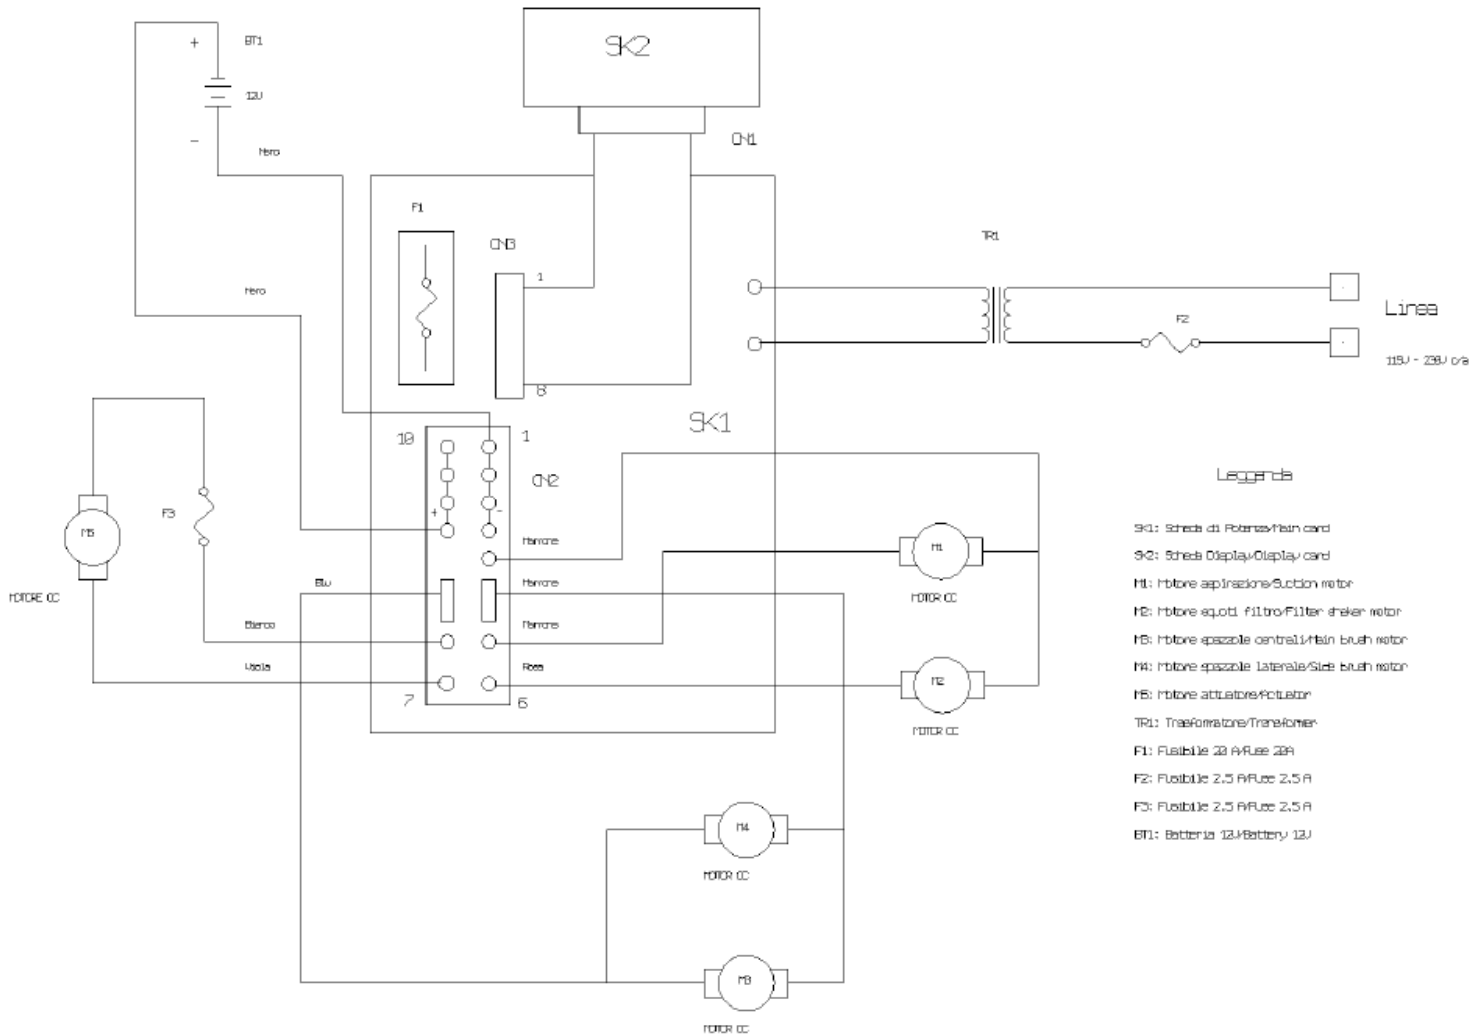 SK2
+
BT1
12V
-
Nero
CN1
F1
CN3
1
TR1
Nero
F2
Linea
8
115V - 230V c/a
SK1
10
1
CN2
Leggenda
F3
+
-
M5
SK1: Scheda di Potenza/Main card
Marrone
M1
SK2: Scheda Display/Display card
Blu
Marrone
M1: Motore aspirazione/Suction motor
MOTORE CC
MOTOR CC
M2: Motore squoti filtro/Filter sheker motor
Bianco
Marrone
M3: Motore spazzole centrali/Main brush motor
Viola
Rosa
M2
M4: Motore spazzole laterale/Side brush motor
7
6
M5: Motore attuatore/Actuator
TR1: Trasformatore/Transformer
MOTOR CC
F1: Fusibile 20 A/Fuse 20A
F2: Fusibile 2.5 A/Fuse 2.5 A
F3: Fusibile 2.5 A/Fuse 2.5 A
M4
BT1: Batteria 12V/Battery 12V
MOTOR CC
M3
MOTOR CC